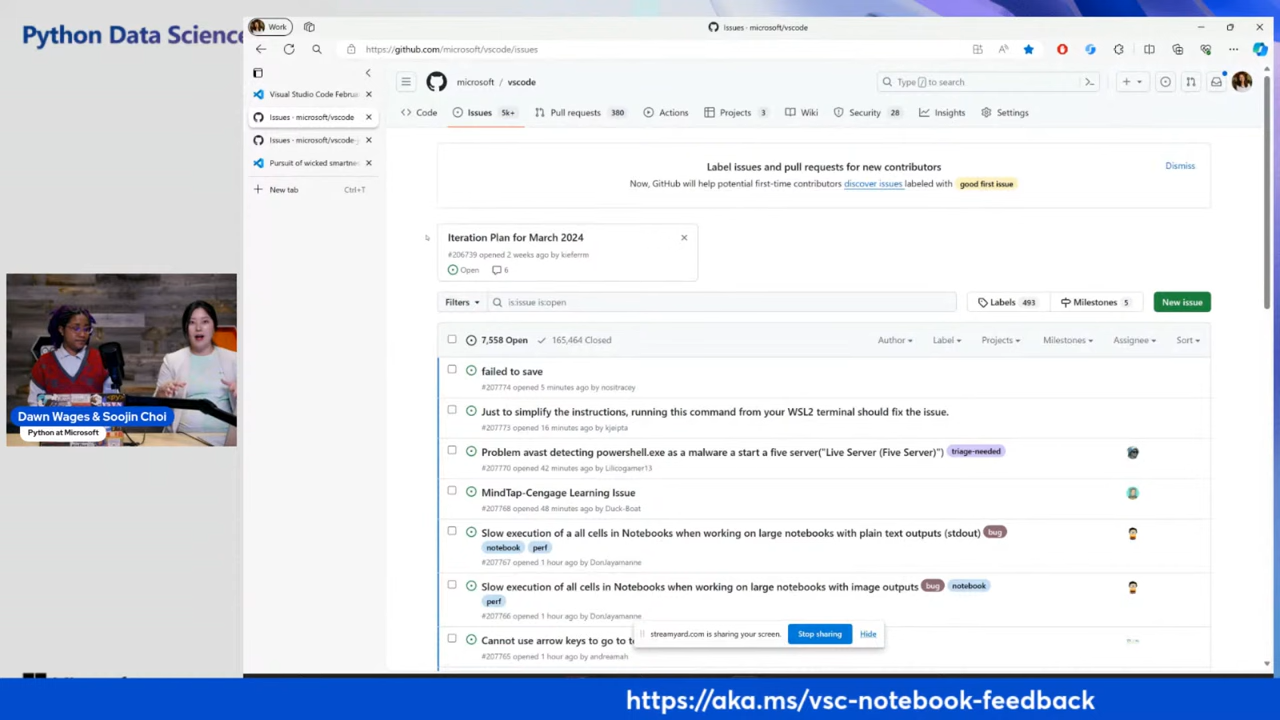 Python Data Science
Work
Issues · microsoft/vscode
https://github.com/microsoft/vscode/issues
Visual Studio Code Februa
Issues · microsoft/vscode
Issues · microsoft/vscode-
Pursuit of wicked smartne
New tab
Ctrl+T
microsoft / vscode
Type / to search
Code
Issues 5k+
Pull requests 380
Actions
Projects 3
Wiki
Security 28
Insights
Settings
Label issues and pull requests for new contributors
Now, GitHub will help potential first-time contributors discover issues labeled with good first issue
Dismiss
Iteration Plan for March 2024
#206739 opened 2 weeks ago by kieferrm
Open 6
Filters
is:issue is:open
Labels 493
Milestones 5
New issue
7,558 Open
165,464 Closed
Author
Label
Projects
Milestones
Assignee
Sort
failed to save
#207774 opened 5 minutes ago by nositracey
Just to simplify the instructions, running this command from your WSL2 terminal should fix the issue.
#207773 opened 16 minutes ago by kjeipta
Problem avast detecting powershell.exe as a malware a start a five server("Live Server (Five Server)") triage-needed
#207770 opened 42 minutes ago by Lilicogamer13
MindTap-Cengage Learning Issue
#207768 opened 48 minutes ago by Duck-Boat
Slow execution of a all cells in Notebooks when working on large notebooks with plain text outputs (stdout) bug
notebook perf
#207767 opened 1 hour ago by DonJayamanne
Slow execution of all cells in Notebooks when working on large notebooks with image outputs bug notebook
perf
#207766 opened 1 hour ago by DonJayamanne
Cannot use arrow keys to go to
#207765 opened 1 hour ago by andreamah
streamyard.com is sharing your screen.
Stop sharing
Hide
Dawn Wages & Soojin Choi
Python at Microsoft
https://aka.ms/vsc-notebook-feedback